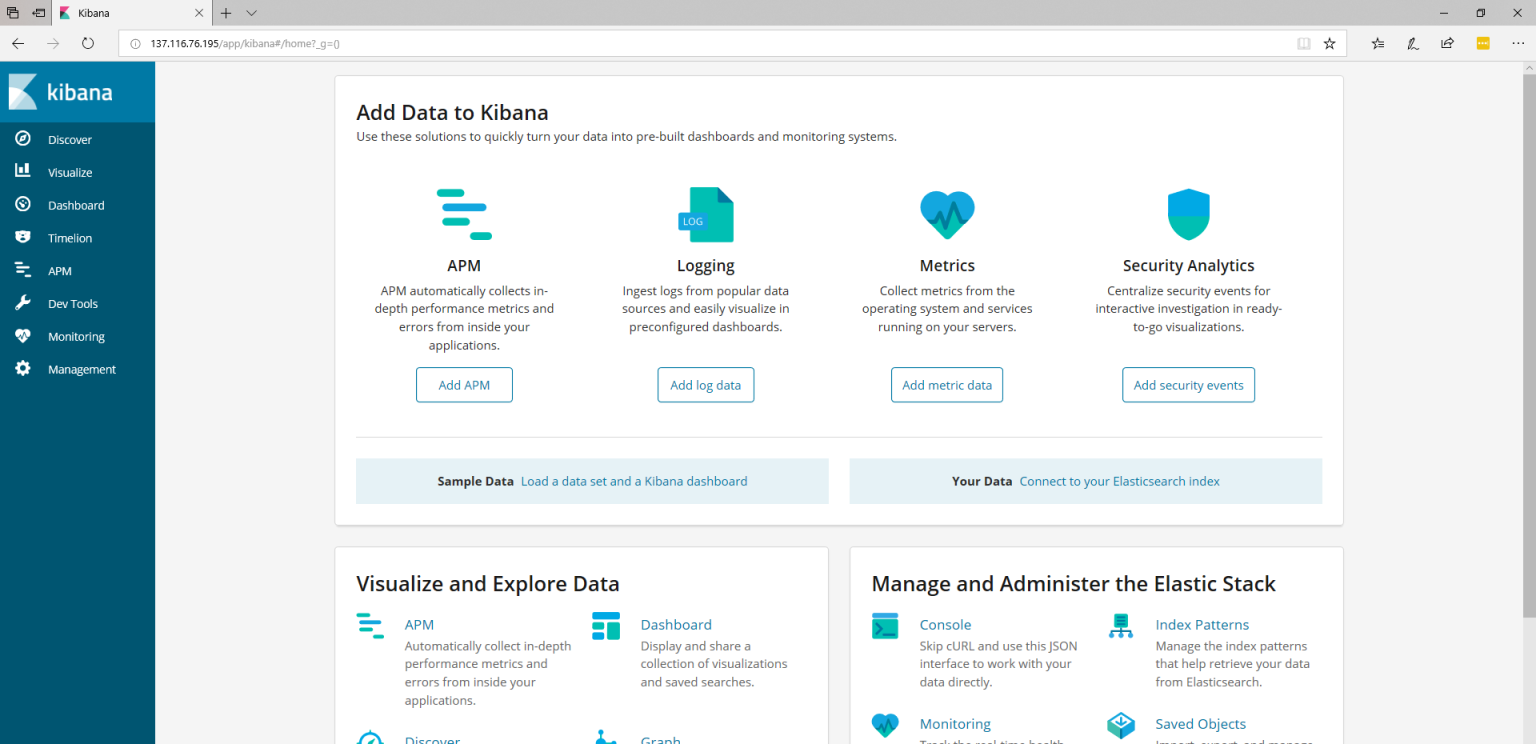 Kibana
137.116.76.195/app/kibana#/home?_g=()
kibana
Discover
Visualize
Dashboard
Timelion
APM
Dev Tools
Monitoring
Management
Add Data to Kibana
Use these solutions to quickly turn your data into pre-built dashboards and monitoring systems.
APM
APM automatically collects in-
depth performance metrics and
errors from inside your
applications.
Add APM
LOG
Logging
Ingest logs from popular data
sources and easily visualize in
preconfigured dashboards.
Add log data
Metrics
Collect metrics from the
operating system and services
running on your servers.
Add metric data
Security Analytics
Centralize security events for
interactive investigation in ready-
to-go visualizations.
Add security events
Sample Data Load a data set and a Kibana dashboard
Your Data Connect to your Elasticsearch index
Visualize and Explore Data
APM
Automatically collect in-depth
performance metrics and
errors from inside your
applications.
Dashboard
Display and share a
collection of visualizations
and saved searches.
Discover
Graph
Manage and Administer the Elastic Stack
Console
Skip cURL and use this JSON
interface to work with your
data directly.
Index Patterns
Manage the index patterns
that help retrieve your data
from Elasticsearch.
Monitoring
Track the real-time health
Saved Objects
Import, export, and manage